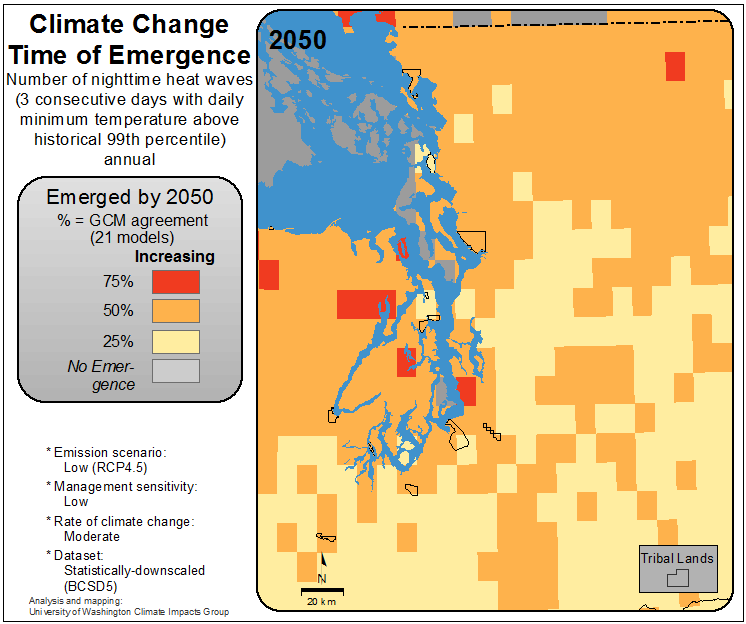 Climate Change
Time of Emergence
Number of nighttime heat waves
(3 consecutive days with daily
minimum temperature above
historical 99th percentile)
annual
Emerged by 2050
% = GCM agreement
(21 models)
Increasing
75%
50%
25%
No Emer-
gence
* Emission scenario:
Low (RCP4.5)
* Management sensitivity:
Low
* Rate of climate change:
Moderate
* Dataset:
Statistically-downscaled
(BCSD5)
Analysis and mapping:
University of Washington Climate Impacts Group
2050
N
20 km
Tribal Lands